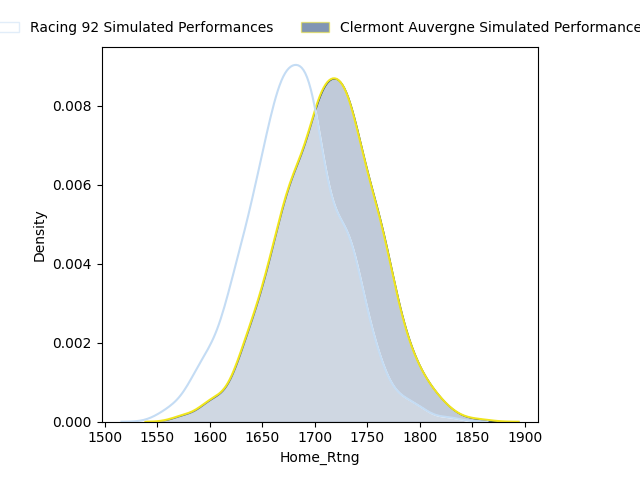 Racing 92 Simulated Performances Clermont Auvergne Simulated Performance
0.008
0.006
0.004
0.002
0.000
Density
1500 1550 1600 1650 1700 1750 1800 1850 1900
Home_Rtng